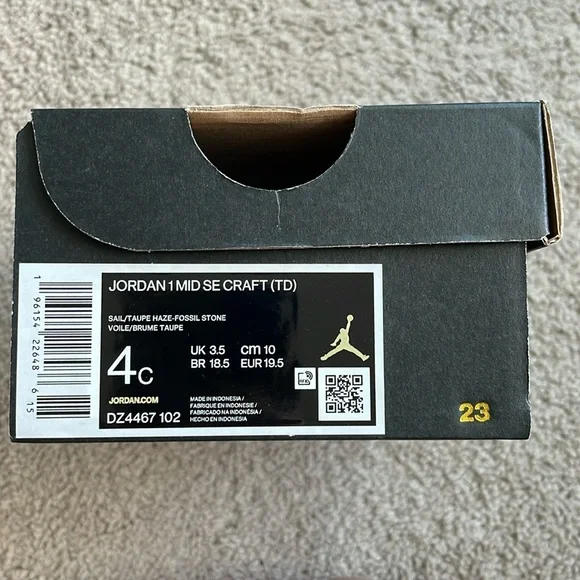 JORDAN 1 MID SE CRAFT (TD)
SAIL/TAUPE HAZE-FOSSIL STONE
VOILE/BRUME TAUPE
4C
UK 3.5 cm 10
BR 18.5 EUR 19.5
JORDAN.COM
DZ4467 102
MADE IN INDONESIA /
FABRIQUE EN INDONESIE /
FABRICADO NA INDONÉSIA /
HECHO EN INDONESIA
1 96154 22648 6 15
23